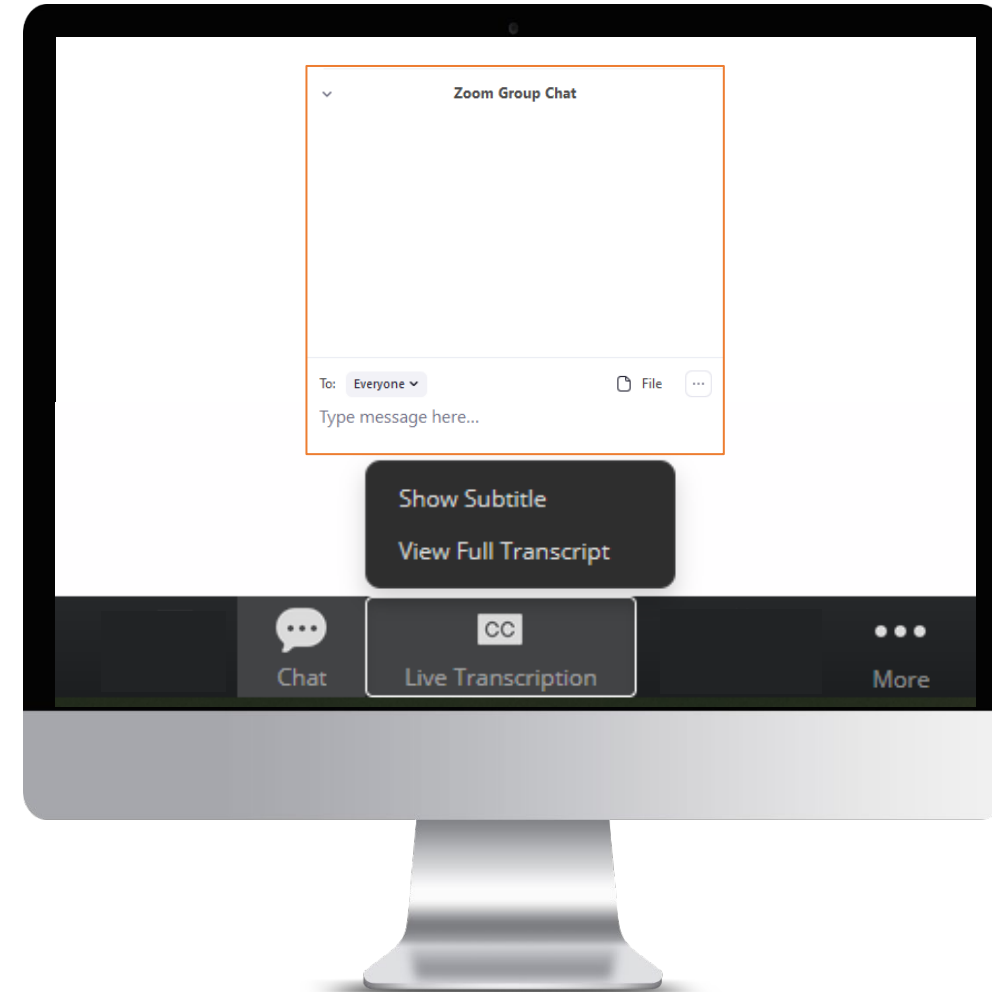 Zoom Group Chat
To: Everyone File
Type message here...
Show Subtitle
View Full Transcript
CC
Chat Live Transcription More